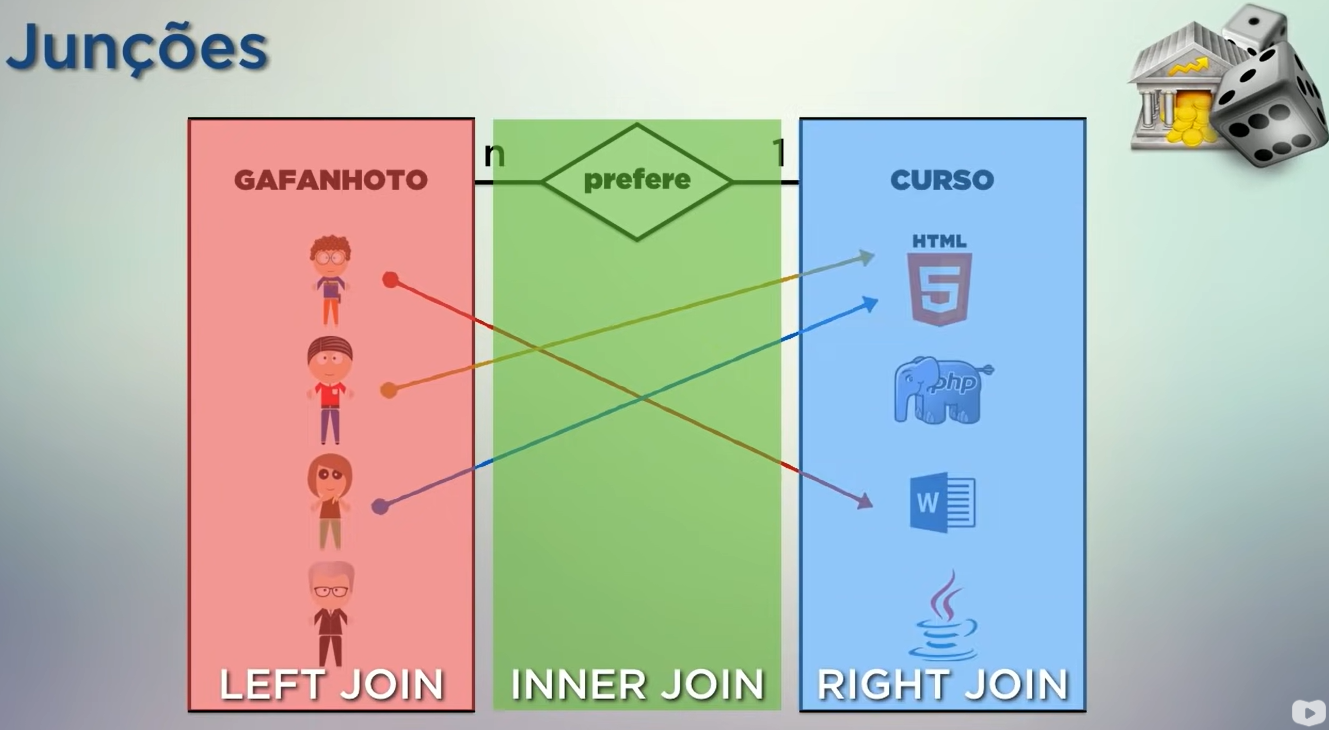 Junções
n
1
GAFANHOTO
prefere
CURSO
HTML
5
php
W
LEFT JOIN
INNER JOIN
RIGHT JOIN